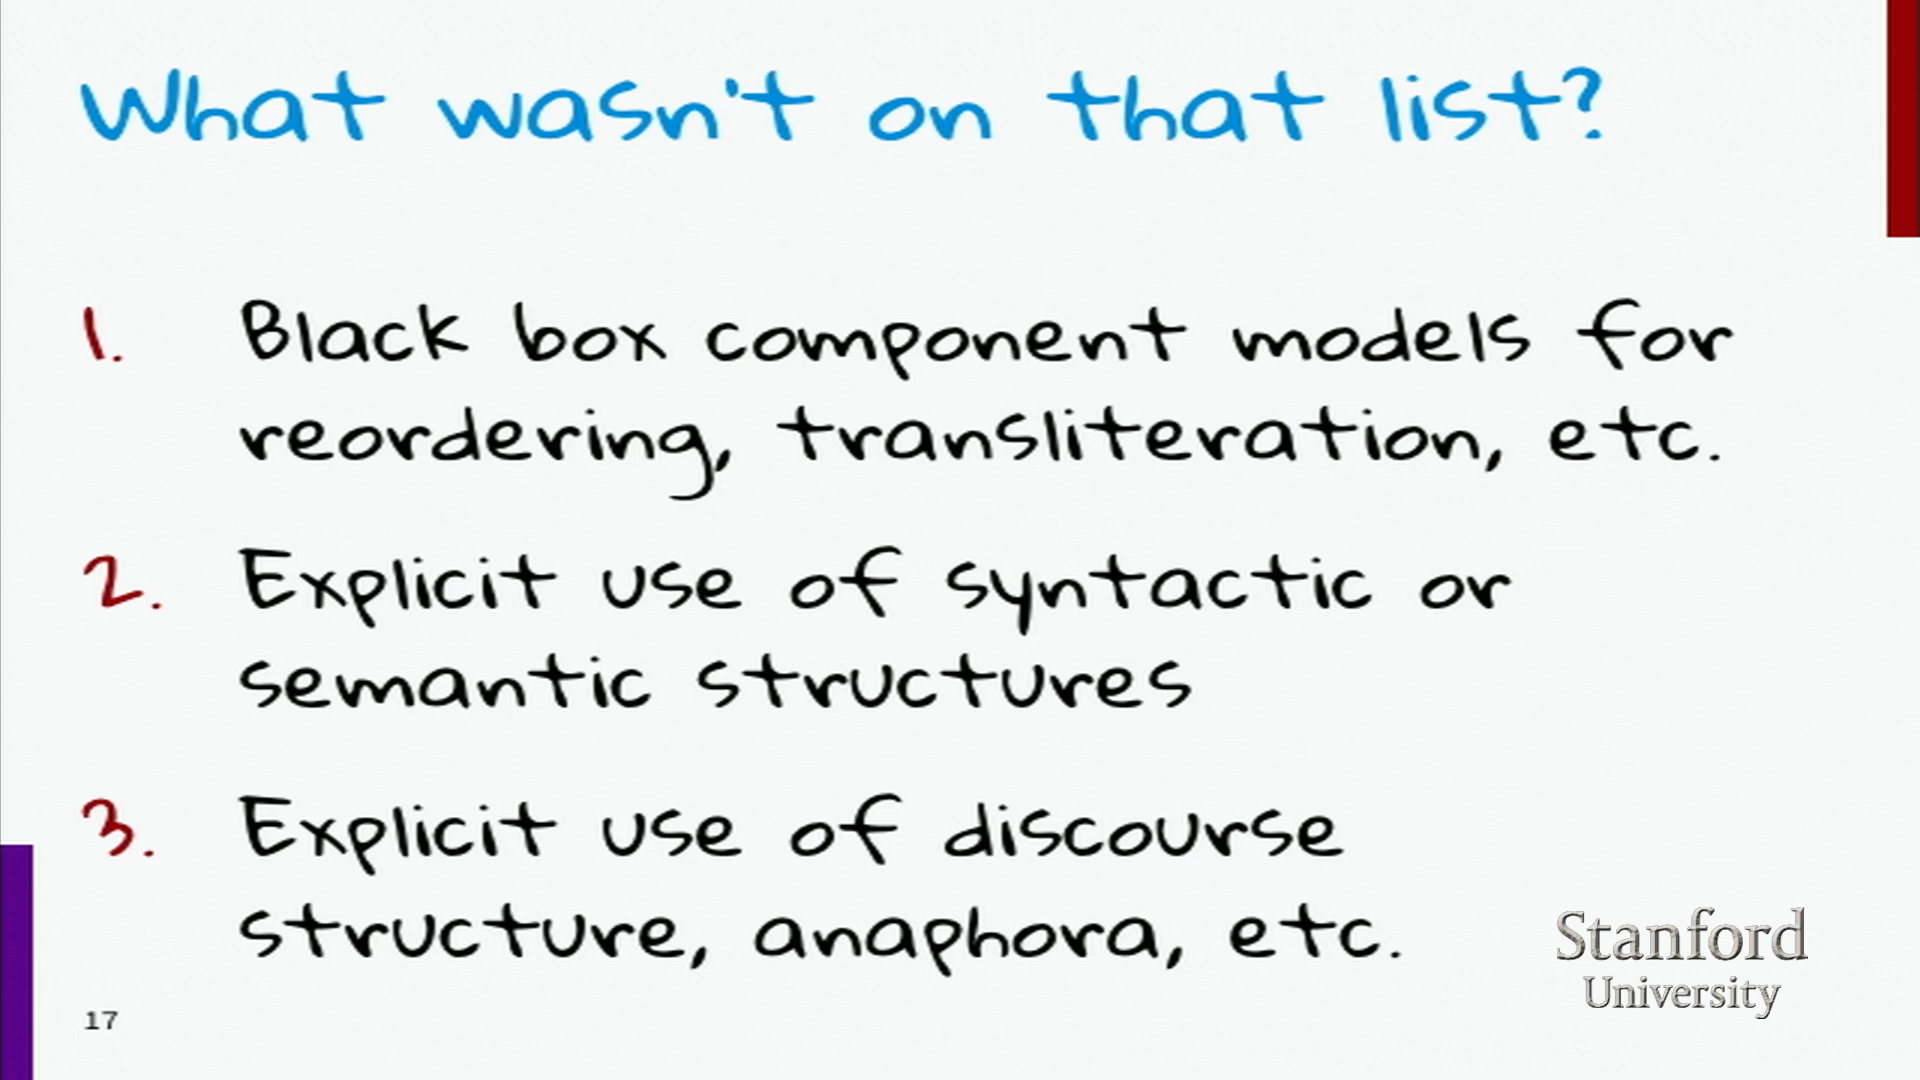 What wasn't on that list?
1. Black box component models for
reordering, transliteration, etc.
2. Explicit use of syntactic or
semantic structures
3. Explicit use of discourse
structure, anaphora, etc.
Stanford
University
17